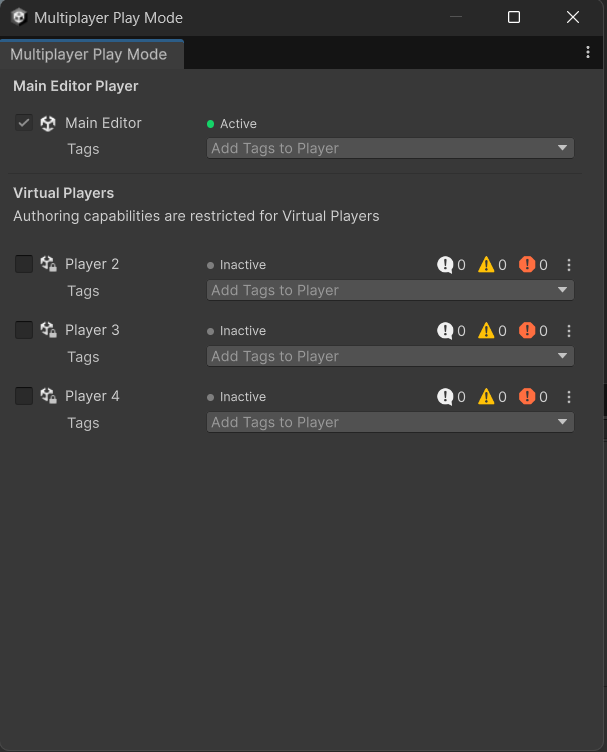 Multiplayer Play Mode
Multiplayer Play Mode
Main Editor Player
Main Editor
Active
Tags
Add Tags to Player
Virtual Players
Authoring capabilities are restricted for Virtual Players
Player 2
Inactive
0
0
0
Tags
Add Tags to Player
Player 3
Inactive
0
0
0
Tags
Add Tags to Player
Player 4
Inactive
0
0
0
Tags
Add Tags to Player